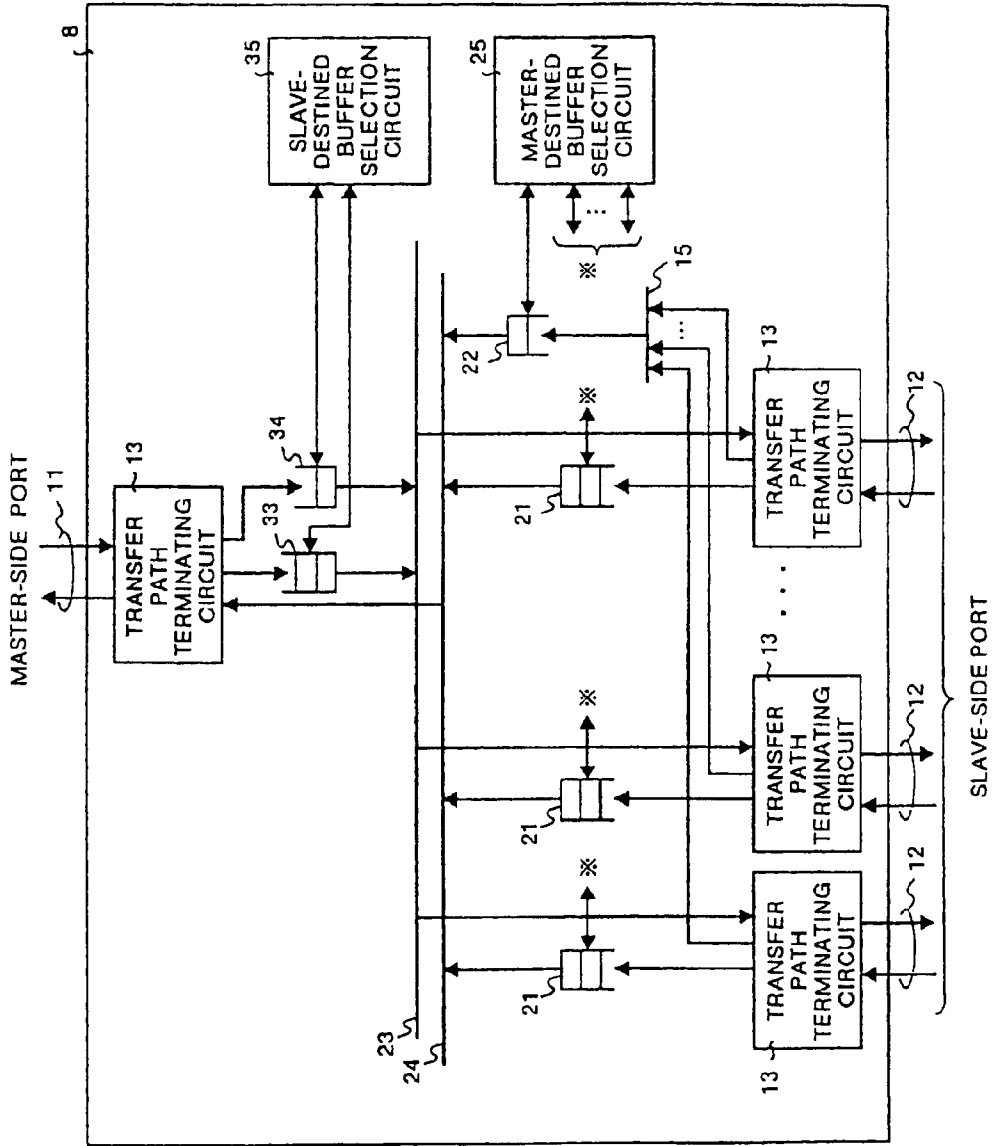 MASTER-SIDE PORT
11
8
13
TRANSFER
PATH
TERMINATING
CIRCUIT
35
SLAVE-
DESTINED
BUFFER
SELECTION
CIRCUIT
33
34
25
MASTER-
DESTINED
BUFFER
SELECTION
CIRCUIT
23
24
22
...
※
15
...
21
※
21
※
21
※
13
TRANSFER
PATH
TERMINATING
CIRCUIT
13
TRANSFER
PATH
TERMINATING
CIRCUIT
...
13
TRANSFER
PATH
TERMINATING
CIRCUIT
12
12
12
SLAVE-SIDE PORT